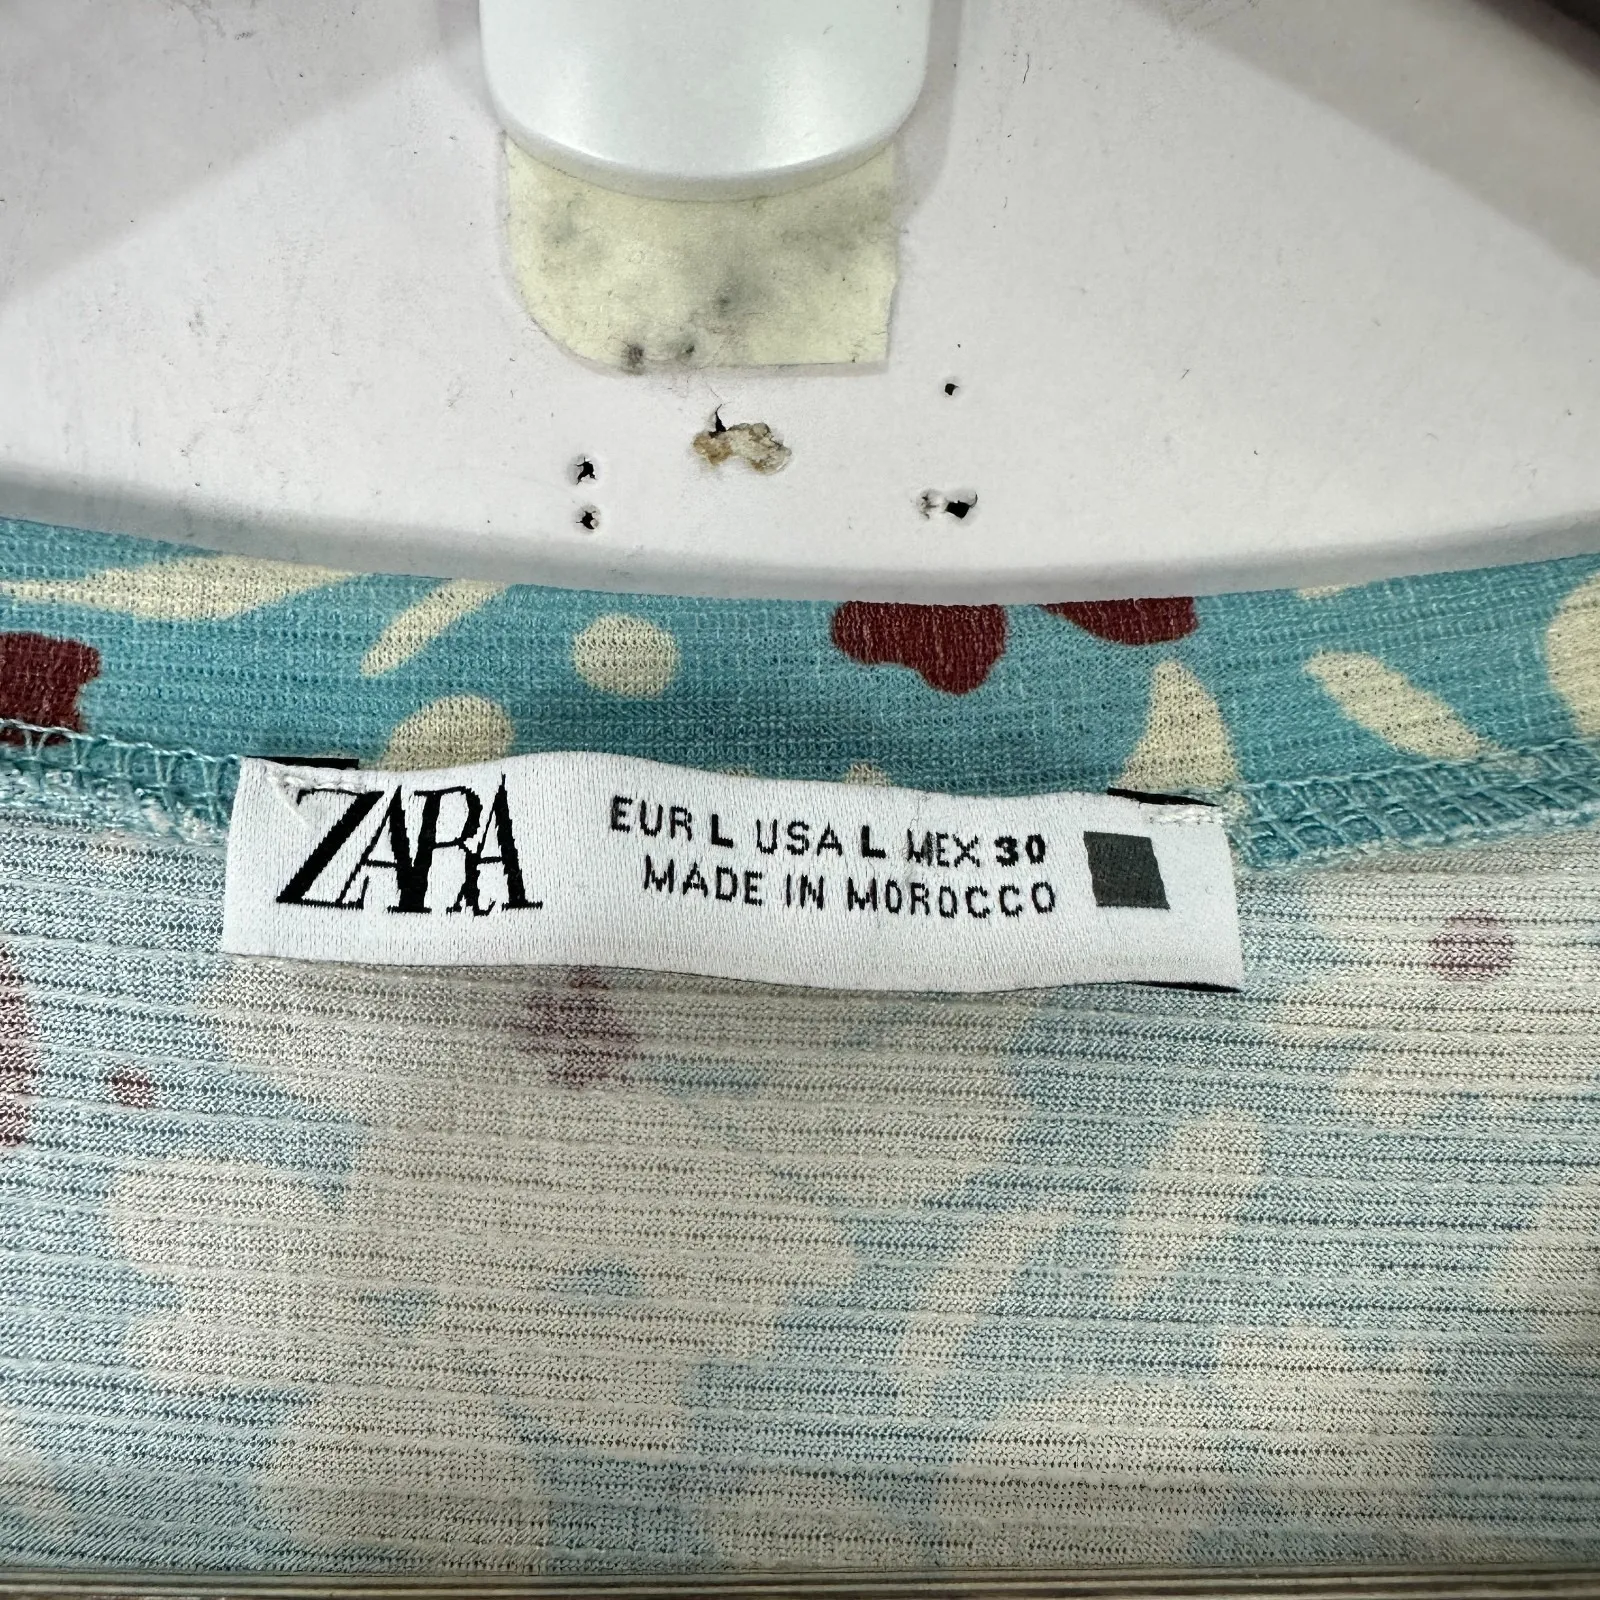 ZARA
EUR L USA L MEX 30
MADE IN MOROCCO